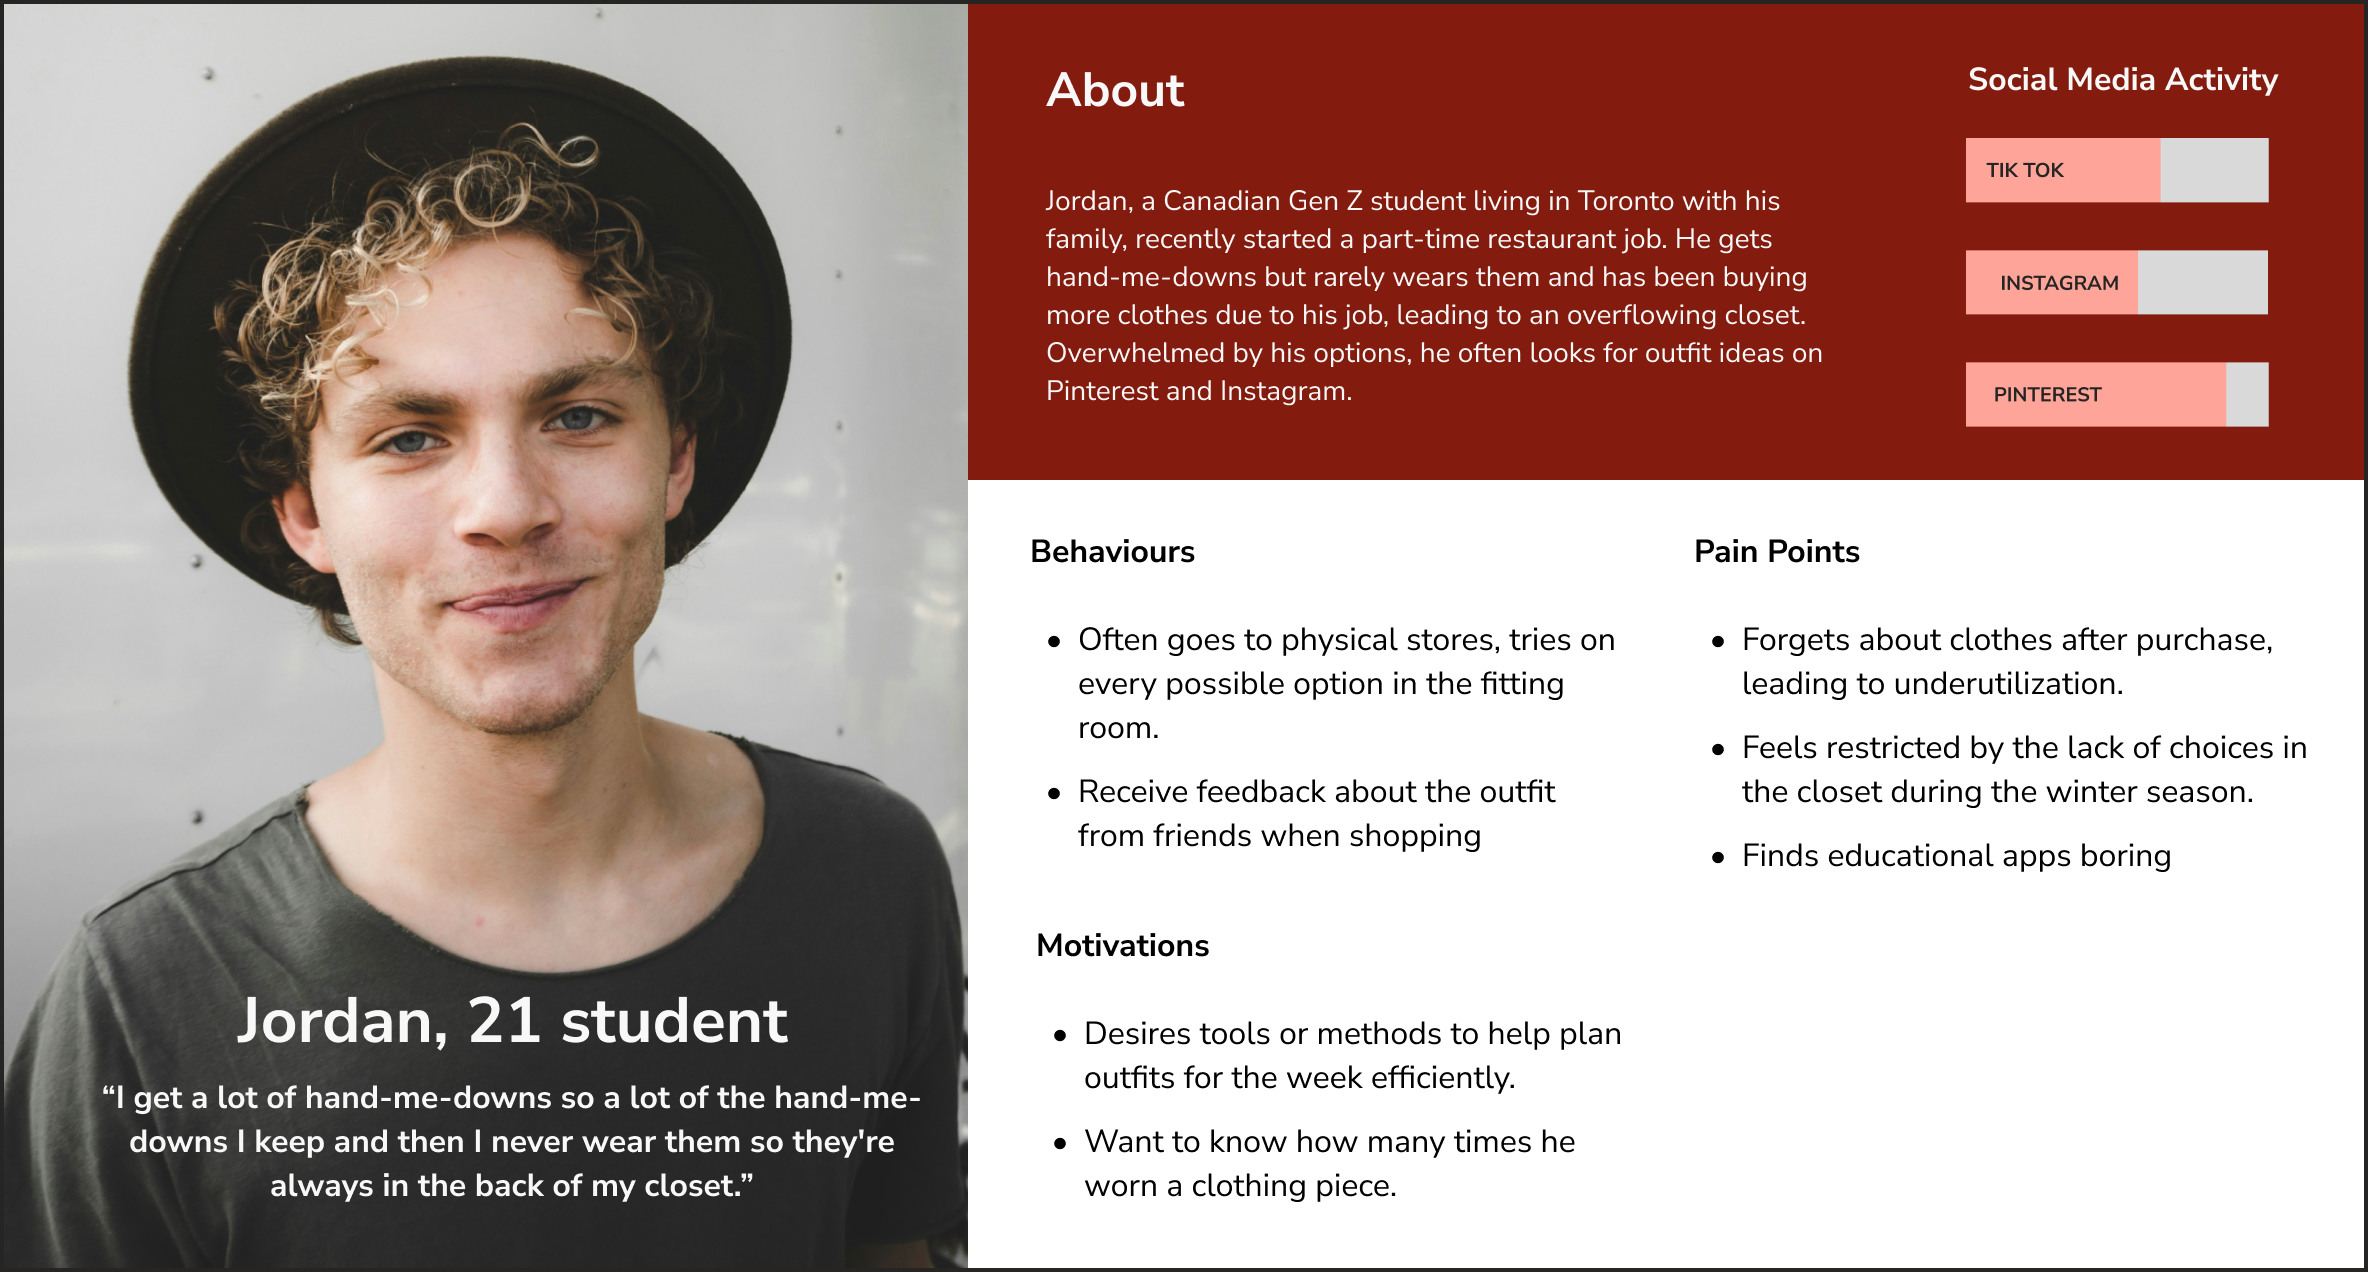 Jordan, 21 student
“I get a lot of hand-me-downs so a lot of the hand-me-
downs I keep and then I never wear them so they're
always in the back of my closet.”
About
Jordan, a Canadian Gen Z student living in Toronto with his
family, recently started a part-time restaurant job. He gets
hand-me-downs but rarely wears them and has been buying
more clothes due to his job, leading to an overflowing closet.
Overwhelmed by his options, he often looks for outfit ideas on
Pinterest and Instagram.
Social Media Activity
TIK TOK
INSTAGRAM
PINTEREST
Behaviours
• Often goes to physical stores, tries on
every possible option in the fitting
room.
• Receive feedback about the outfit
from friends when shopping
Motivations
• Desires tools or methods to help plan
outfits for the week efficiently.
• Want to know how many times he
worn a clothing piece.
Pain Points
• Forgets about clothes after purchase,
leading to underutilization.
• Feels restricted by the lack of choices in
the closet during the winter season.
• Finds educational apps boring